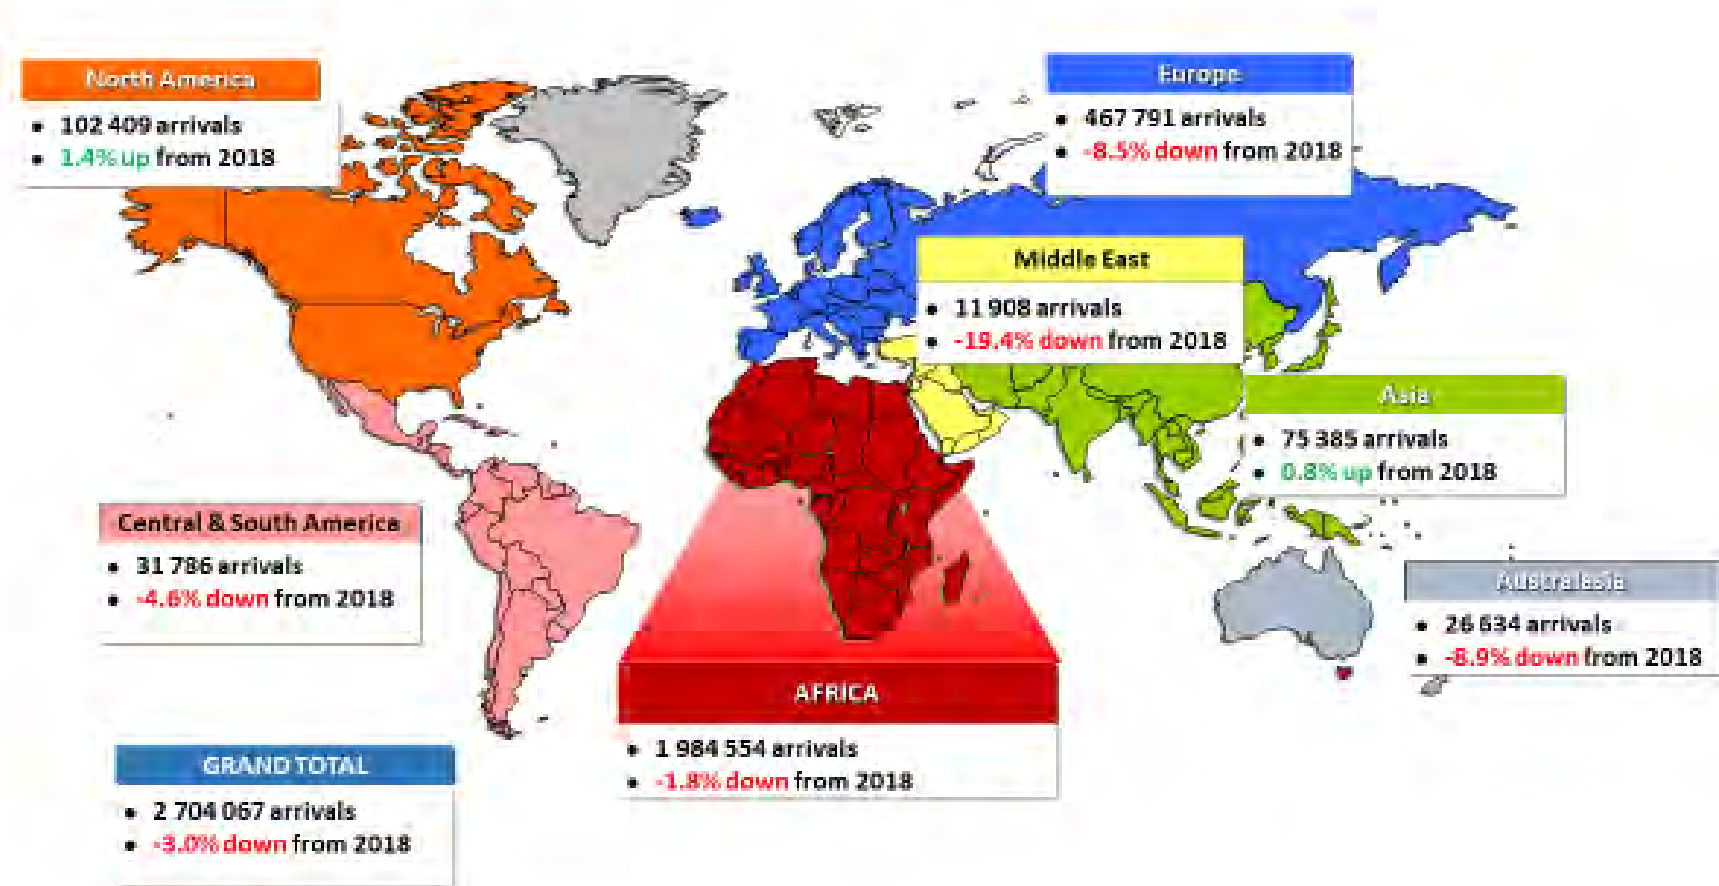 North America
• 102 409 arrivals
• 1.4% up from 2018
Europe
• 467 791 arrivals
• -8.5% down from 2018
Middle East
• 11 908 arrivals
• -19.4% down from 2018
Asia
• 75 385 arrivals
• 0.8% up from 2018
Central & South America
• 31 786 arrivals
• -4.6% down from 2018
Australasia
• 26 634 arrivals
• -8.9% down from 2018
AFRICA
• 1 984 554 arrivals
• -1.8% down from 2018
GRAND TOTAL
• 2 704 067 arrivals
• -3.0% down from 2018